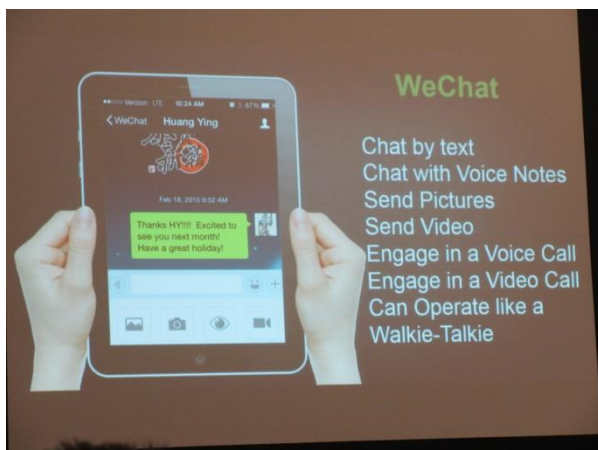 WeChat
Chat by text
Chat with Voice Notes
Send Pictures
Send Video
Engage in a Voice Call
Engage in a Video Call
Can Operate like a
Walkie-Talkie
Verizon LTE 10:24 AM 67%
WeChat Huang Ying
Feb 18, 2015 6:52 AM
Thanks HY!!!! Excited to
see you next month!
Have a great holiday!